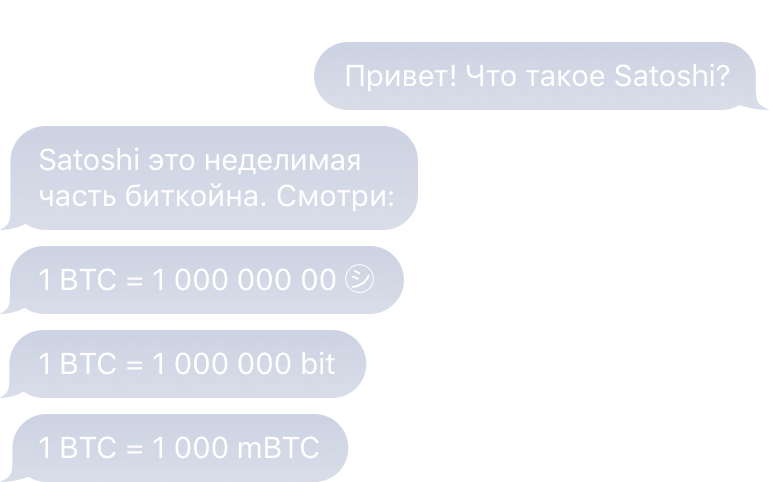 Привет! Что такое Satoshi?
Satoshi это неделимая
часть биткойна. Смотри:
1 BTC = 1 000 000 00 ㋛
1 BTC = 1 000 000 bit
1 BTC = 1 000 mBTC